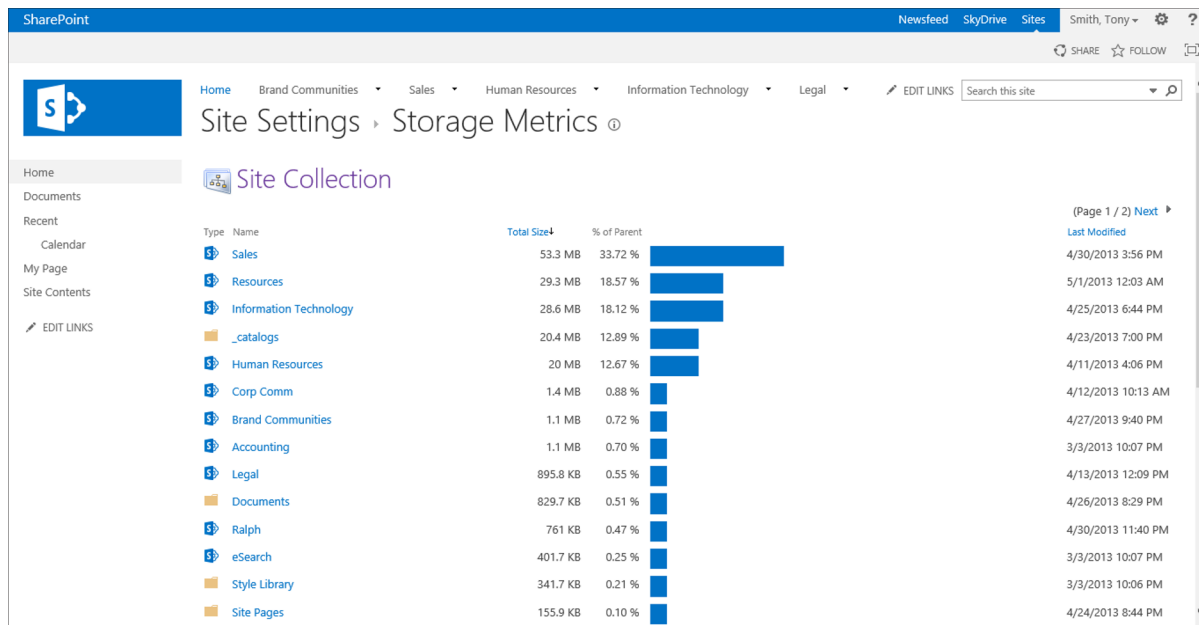 SharePoint Newsfeed SkyDrive Sites Smith, Tony ?
SHARE FOLLOW
S Home Brand Communities Sales Human Resources Information Technology Legal EDIT LINKS Search this site
Site Settings Storage Metrics
Home
Documents
Recent
Calendar
My Page
Site Contents
EDIT LINKS
Site Collection
(Page 1 / 2) Next
Type Name Total Size % of Parent Last Modified
Sales 53.3 MB 33.72 % 4/30/2013 3:56 PM
Resources 29.3 MB 18.57 % 5/1/2013 12:03 AM
Information Technology 28.6 MB 18.12 % 4/25/2013 6:44 PM
_catalogs 20.4 MB 12.89 % 4/23/2013 7:00 PM
Human Resources 20 MB 12.67 % 4/11/2013 4:06 PM
Corp Comm 1.4 MB 0.88 % 4/12/2013 10:13 AM
Brand Communities 1.1 MB 0.72 % 4/27/2013 9:40 PM
Accounting 1.1 MB 0.70 % 3/3/2013 10:07 PM
Legal 895.8 KB 0.55 % 4/13/2013 12:09 PM
Documents 829.7 KB 0.51 % 4/26/2013 8:29 PM
Ralph 761 KB 0.47 % 4/30/2013 11:40 PM
eSearch 401.7 KB 0.25 % 3/3/2013 10:07 PM
Style Library 341.7 KB 0.21 % 3/3/2013 10:06 PM
Site Pages 155.9 KB 0.10 % 4/24/2013 8:44 PM